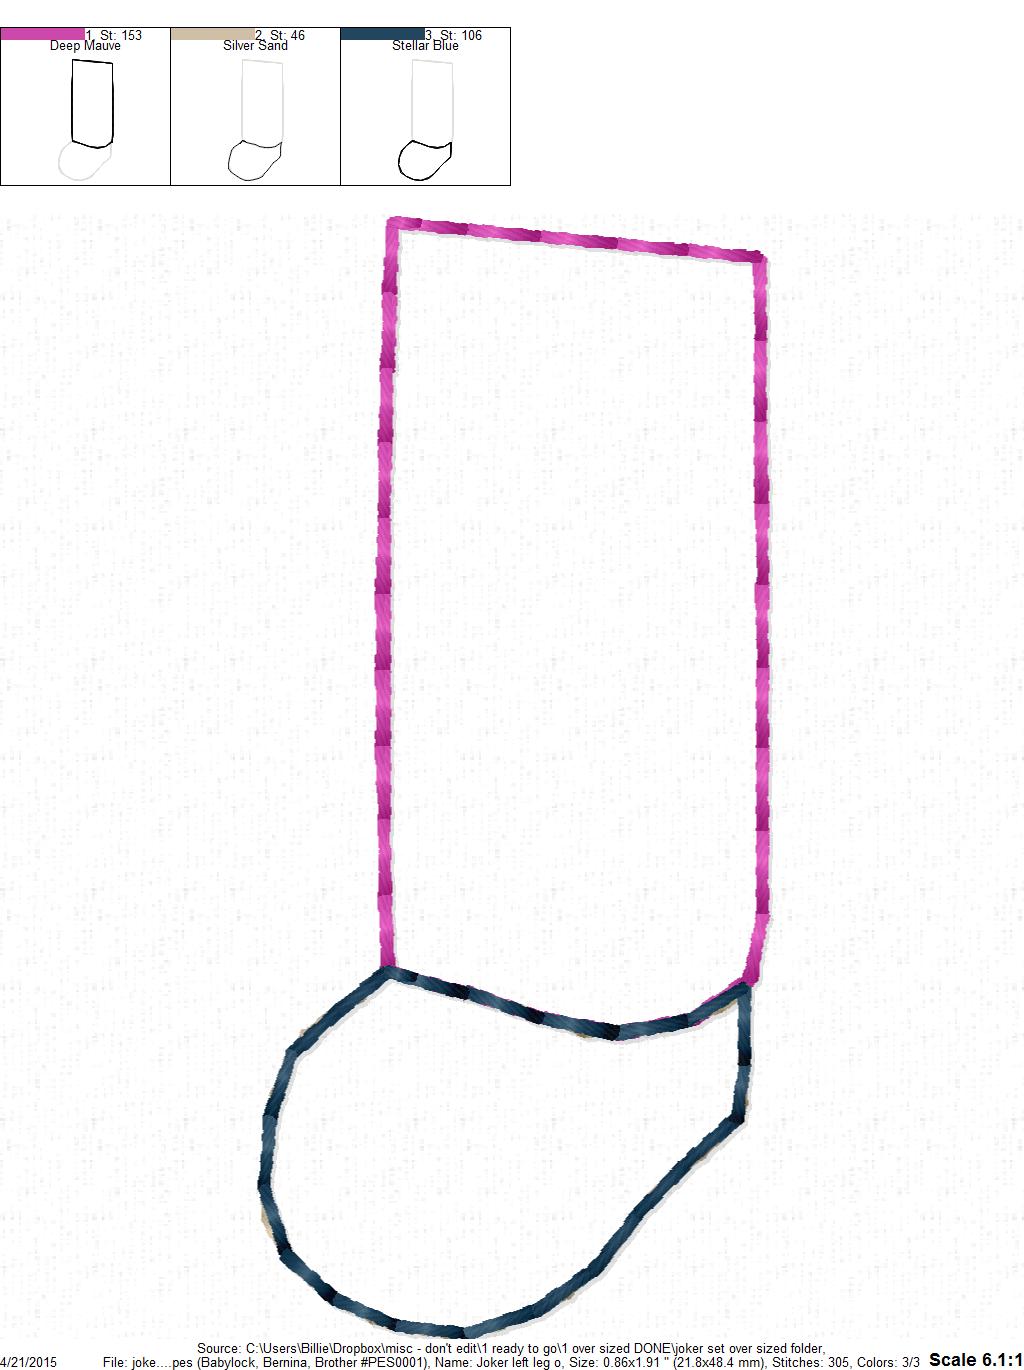 1, St: 153
Deep Mauve
2, St: 46
Silver Sand
3, St: 106
Stellar Blue
Source: C:\Users\Billie\Dropbox\misc - don't edit\1 ready to go\1 over sized DONE\joker set over sized folder,
4/21/2015 File: joke....pes (Babylock, Bernina, Brother #PES0001), Name: Joker left leg o, Size: 0.86x1.91 " (21.8x48.4 mm), Stitches: 305, Colors: 3/3 Scale 6.1:1